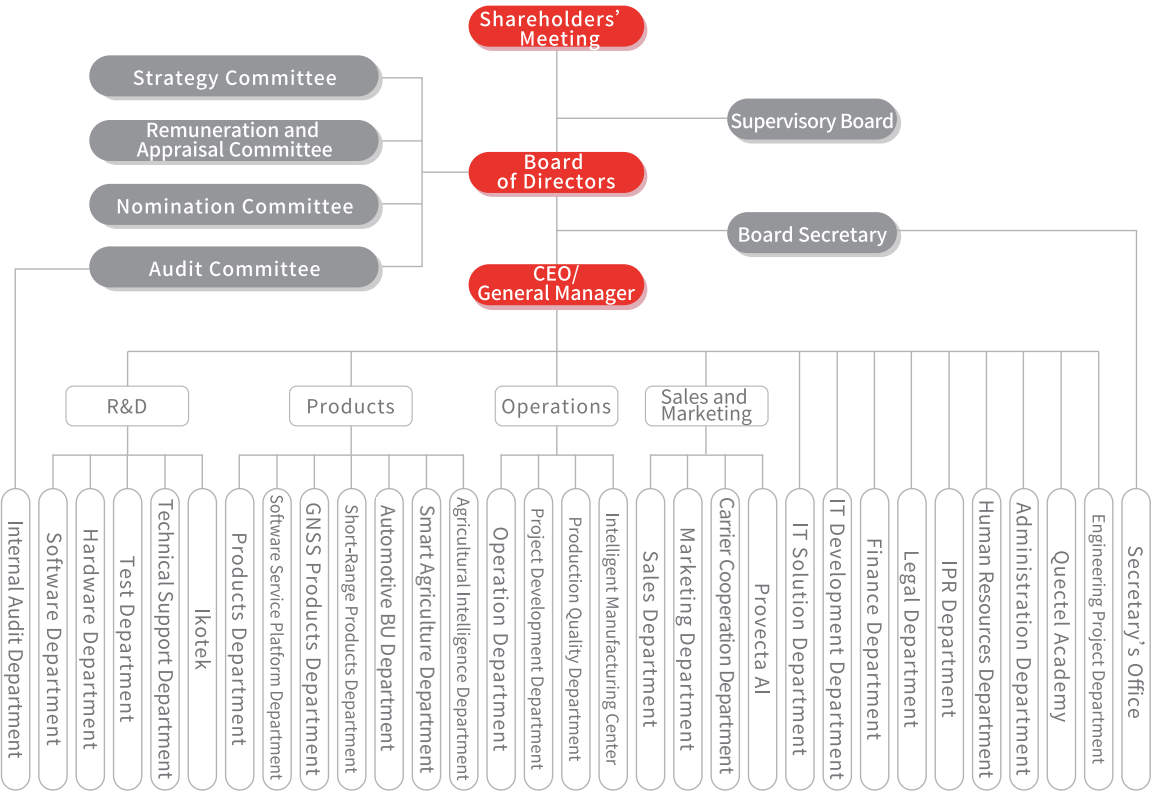 Shareholders’
Meeting
Strategy Committee
Supervisory Board
Remuneration and
Appraisal Committee
Board
of Directors
Nomination Committee
Board Secretary
Audit Committee
CEO/
General Manager
R&D
Products
Operations
Sales and
Marketing
Internal Audit Department
Software Department
Hardware Department
Test Department
Technical Support Department
Ikotek
Products Department
Software Service Platform Department
GNSS Products Department
Short-Range Products Department
Automotive BU Department
Smart Agriculture Department
Agricultural Intelligence Department
Operation Department
Project Development Department
Production Quality Department
Intelligent Manufacturing Center
Sales Department
Marketing Department
Carrier Cooperation Department
Provecta AI
IT Solution Department
IT Development Department
Finance Department
Legal Department
IPR Department
Human Resources Department
Administration Department
Quectel Academy
Engineering Project Department
Secretary’s Office